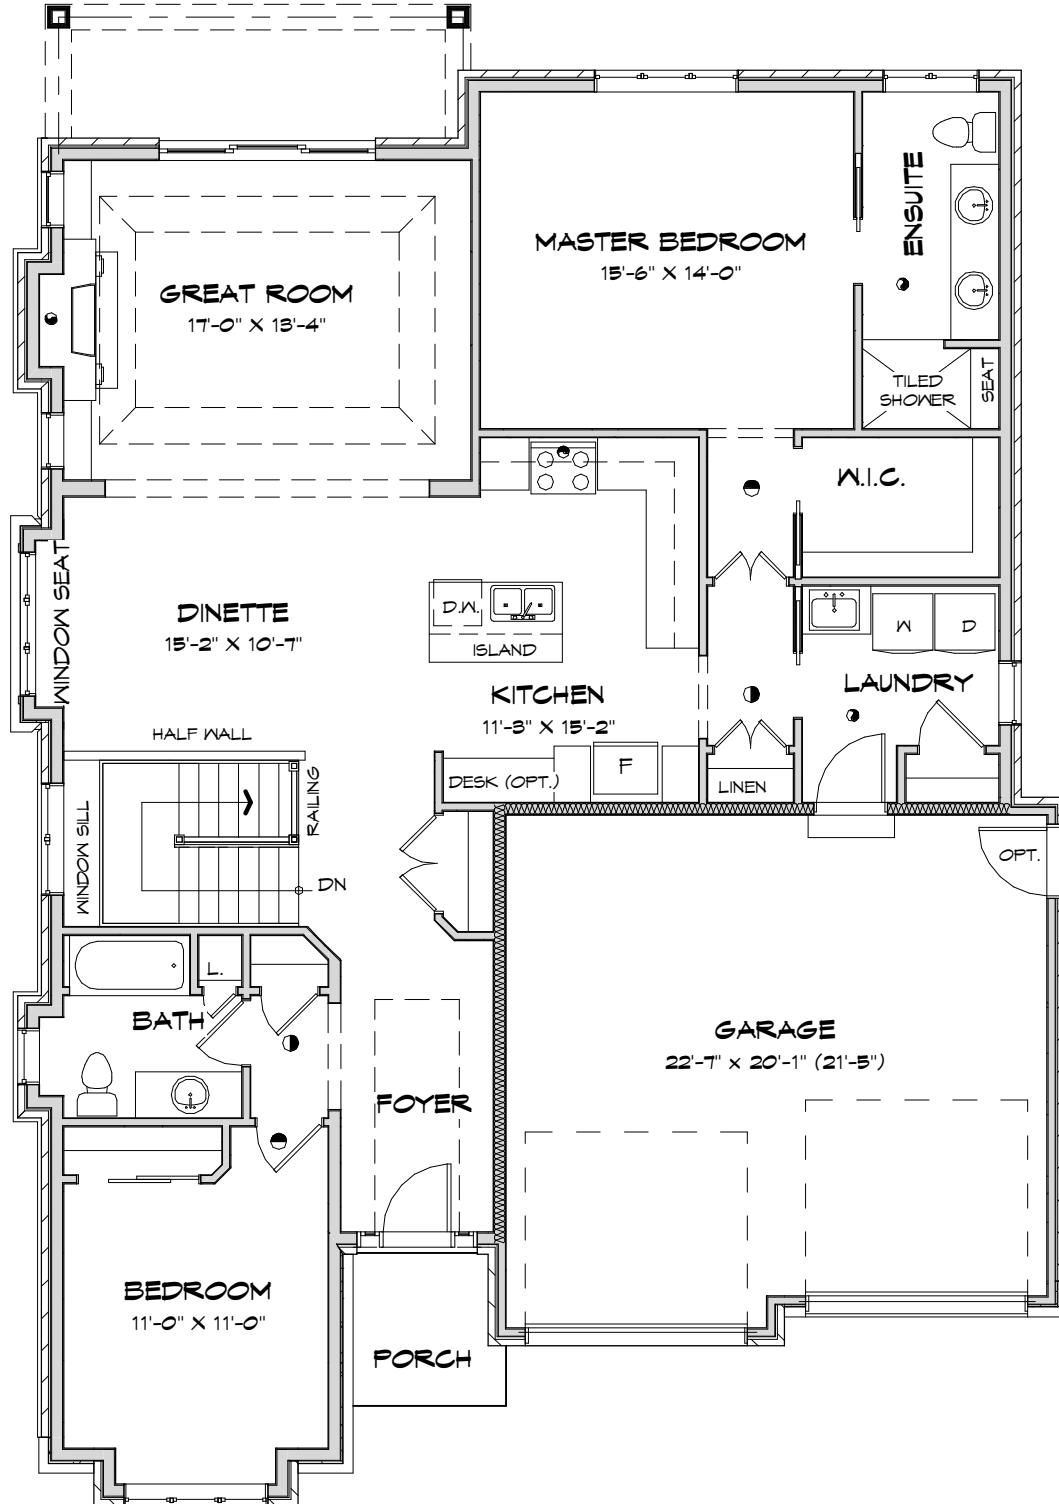 ENSUITE
MASTER BEDROOM
15'-6" X 14'-0"
GREAT ROOM
17'-0" X 13'-4"
TILED
SHOWER
SEAT
W.I.C.
WINDOW SEAT
DINETTE
15'-2" X 10'-7"
D.W.
ISLAND
W
D
KITCHEN
11'-3" X 15'-2"
LAUNDRY
HALF WALL
DESK (OPT.)
F
LINEN
RAILING
WINDOW SILL
DN
OPT.
L.
BATH
GARAGE
22'-7" x 20'-1" (21'-5")
FOYER
BEDROOM
11'-0" X 11'-0"
PORCH